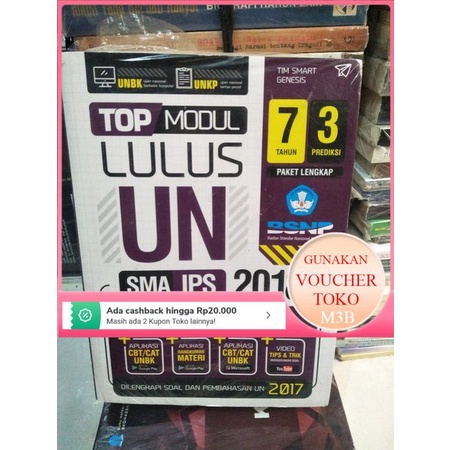 UNBK
UNKP
TIM SMART
GENESIS
TOP MODUL
LULUS
UN
7
TAHUN
3
PREDIKSI
PAKET LENGKAP
BSNP
SMA IPS
GUNAKAN
VOUCHER
TOKO
M3B
Ada cashback hingga Rp20.000
Masih ada 2 Kupon Toko lainnya!
APLIKASI
CBT/CAT
UNBK
APLIKASI
RANGKUMAN
MATERI
APLIKASI
CBT/CAT
UNBK
Microsoft
VIDEO
TIPS & TRIK
YouTube
DILENGKAPI SOAL DAN PEMBAHASAN UN 2017